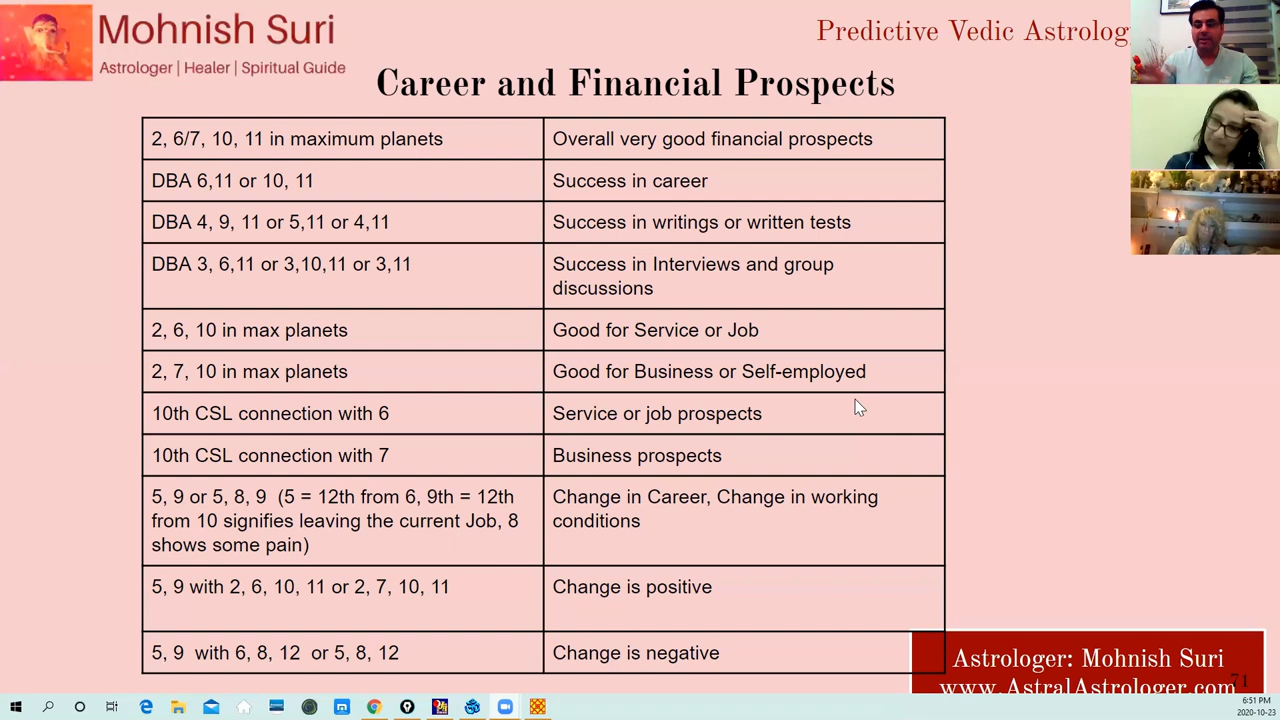 Mohnish Suri
Predictive Vedic Astrology
Astrologer | Healer | Spiritual Guide
Career and Financial Prospects
2, 6/7, 10, 11 in maximum planets
Overall very good financial prospects
DBA 6,11 or 10, 11
Success in career
DBA 4, 9, 11 or 5,11 or 4,11
Success in writings or written tests
DBA 3, 6,11 or 3,10,11 or 3,11
Success in Interviews and group
discussions
2, 6, 10 in max planets
Good for Service or Job
2, 7, 10 in max planets
Good for Business or Self-employed
10th CSL connection with 6
Service or job prospects
10th CSL connection with 7
Business prospects
5, 9 or 5, 8, 9 (5 = 12th from 6, 9th = 12th
from 10 signifies leaving the current Job, 8
shows some pain)
Change in Career, Change in working
conditions
5, 9 with 2, 6, 10, 11 or 2, 7, 10, 11
Change is positive
5, 9 with 6, 8, 12 or 5, 8, 12
Change is negative
Astrologer: Mohnish Suri
www.AstralAstrologer.com
71
6:51 PM
2020-10-23